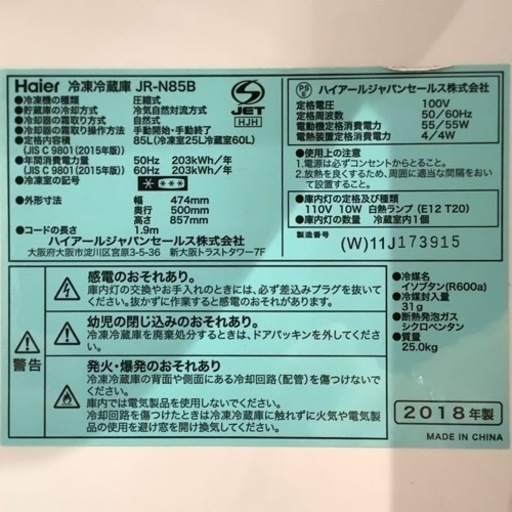 Haier 冷凍冷蔵庫 JR-N85B
●冷凍機の種類 圧縮式
●貯蔵庫の冷却方式 冷気自然対流方式
●冷却器の霜取り方式 自然式
●冷却器の霜取り操作方法 手動開始・手動終了
●定格内容積 85L(冷凍室25L冷蔵室60L)
(JIS C 9801(2015年版))
●年間消費電力量 50Hz 203kWh/年
(JIS C 9801(2015年版)) 60Hz 203kWh/年
●冷凍室の記号
●外形寸法 幅 474mm
奥行 500mm
高さ 857mm
●コードの長さ 1.9m
ハイアールジャパンセールス株式会社
大阪府大阪市淀川区宮原3-5-36 新大阪トラストタワー7F
S
JET
HJH
PS
E
ハイアールジャパンセールス株式会社
定格電圧 100V
定格周波数 50/60Hz
電動機定格消費電力 55/55W
電熱装置定格消費電力 4/4W
●使用上の注意
1.電源は必ずコンセントからとること。
2.放熱を良くするため、周囲に適当な間隔をおいて設置すること。
●庫内灯の定格及び種類
110V 10W 白熱ランプ (E12 T20)
●庫内灯の数量 冷蔵室内1個
製造番号 (W)11J173915
警告
感電のおそれあり。
庫内灯の交換やお手入れのときには、必ず差込みプラグを抜いてください。抜かずに作業すると感電のおそれがあります。
幼児の閉じ込めのおそれあり。
冷凍冷蔵庫を廃棄処分するときは、ドアパッキンを外してください。
発火・爆発のおそれあり。
冷凍冷蔵庫の背面や側面にある冷却回路(配管)を傷つけないでください。
庫内では電気製品を使用しないでください。
冷却回路を傷つけたときは冷凍冷蔵庫に触れずに火気や電気製品の使用を避け窓を開け換気してください。
●冷媒名
イソブタン(R600a)
●冷媒封入量
31g
●断熱発泡ガス
シクロペンタン
●質量
25.0kg
2018年製
MADE IN CHINA